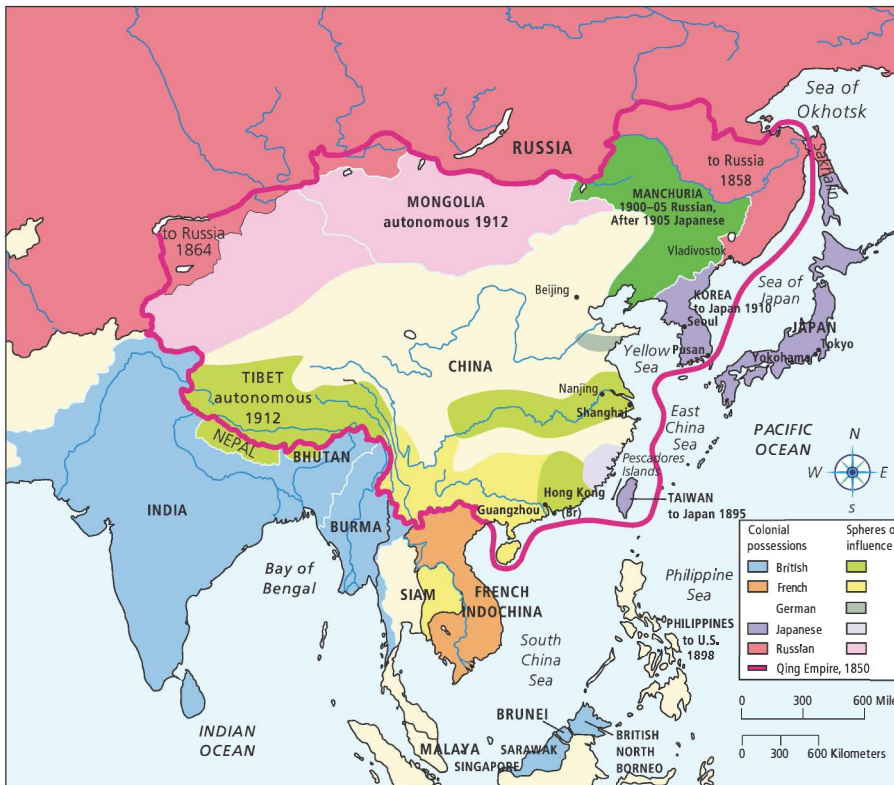 Sea of
Okhotsk
RUSSIA
to Russia
1858
Sakhalin
MONGOLIA
autonomous 1912
MANCHURIA
1900–05 Russian,
After 1905 Japanese
to Russia
1864
Vladivostok
Beijing
Sea of
Japan
KOREA
to Japan 1910
Seoul
JAPAN
Tokyo
Yokohama
Pusan
Yellow
Sea
CHINA
TIBET
autonomous
1912
Nanjing
Shanghai
East
China
Sea
PACIFIC
OCEAN
N
W
E
S
NEPAL
BHUTAN
Pescadores
Islands
Hong Kong
(Br)
Guangzhou
TAIWAN
to Japan 1895
INDIA
BURMA
Bay of
Bengal
SIAM
FRENCH
INDOCHINA
South
China
Sea
Philippine
Sea
PHILIPPINES
to U.S.
1898
INDIAN
OCEAN
BRUNEI
MALAYA
SARAWAK
SINGAPORE
BRITISH
NORTH
BORNEO
Colonial
possessions
Spheres o
influence
British
French
German
Japanese
Russian
Qing Empire, 1850
0 300 600 Mile
0 300 600 Kilometers